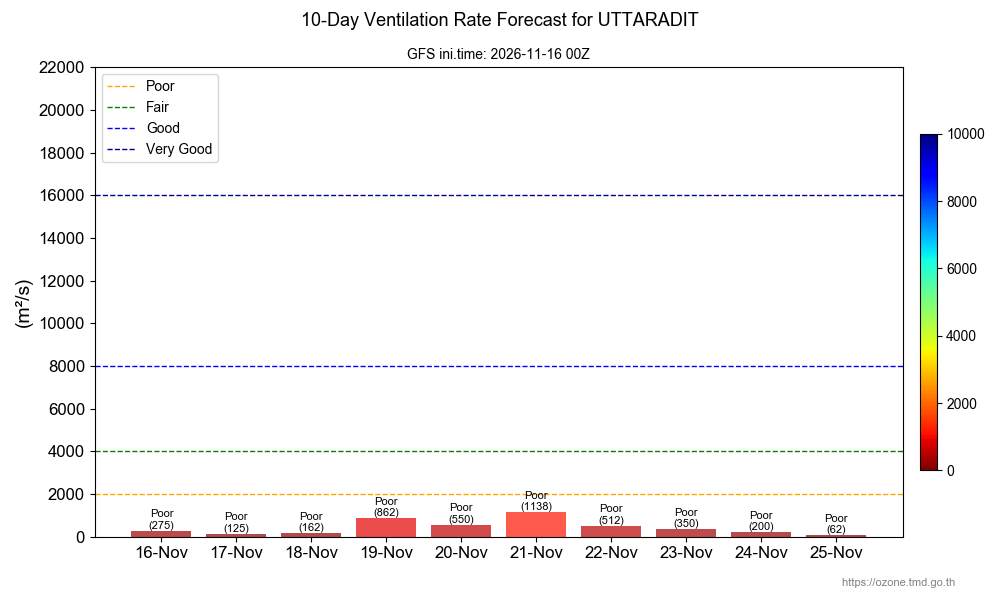 10-Day Ventilation Rate Forecast for UTTARADIT
GFS ini.time: 2026-11-16 00Z
(m²/s)
22000
20000
18000
16000
14000
12000
10000
8000
6000
4000
2000
0
Poor
Fair
Good
Very Good
Poor
(275)
Poor
(125)
Poor
(162)
Poor
(862)
Poor
(550)
Poor
(1138)
Poor
(512)
Poor
(350)
Poor
(200)
Poor
(62)
16-Nov 17-Nov 18-Nov 19-Nov 20-Nov 21-Nov 22-Nov 23-Nov 24-Nov 25-Nov
10000
8000
6000
4000
2000
0
https://ozone.tmd.go.th